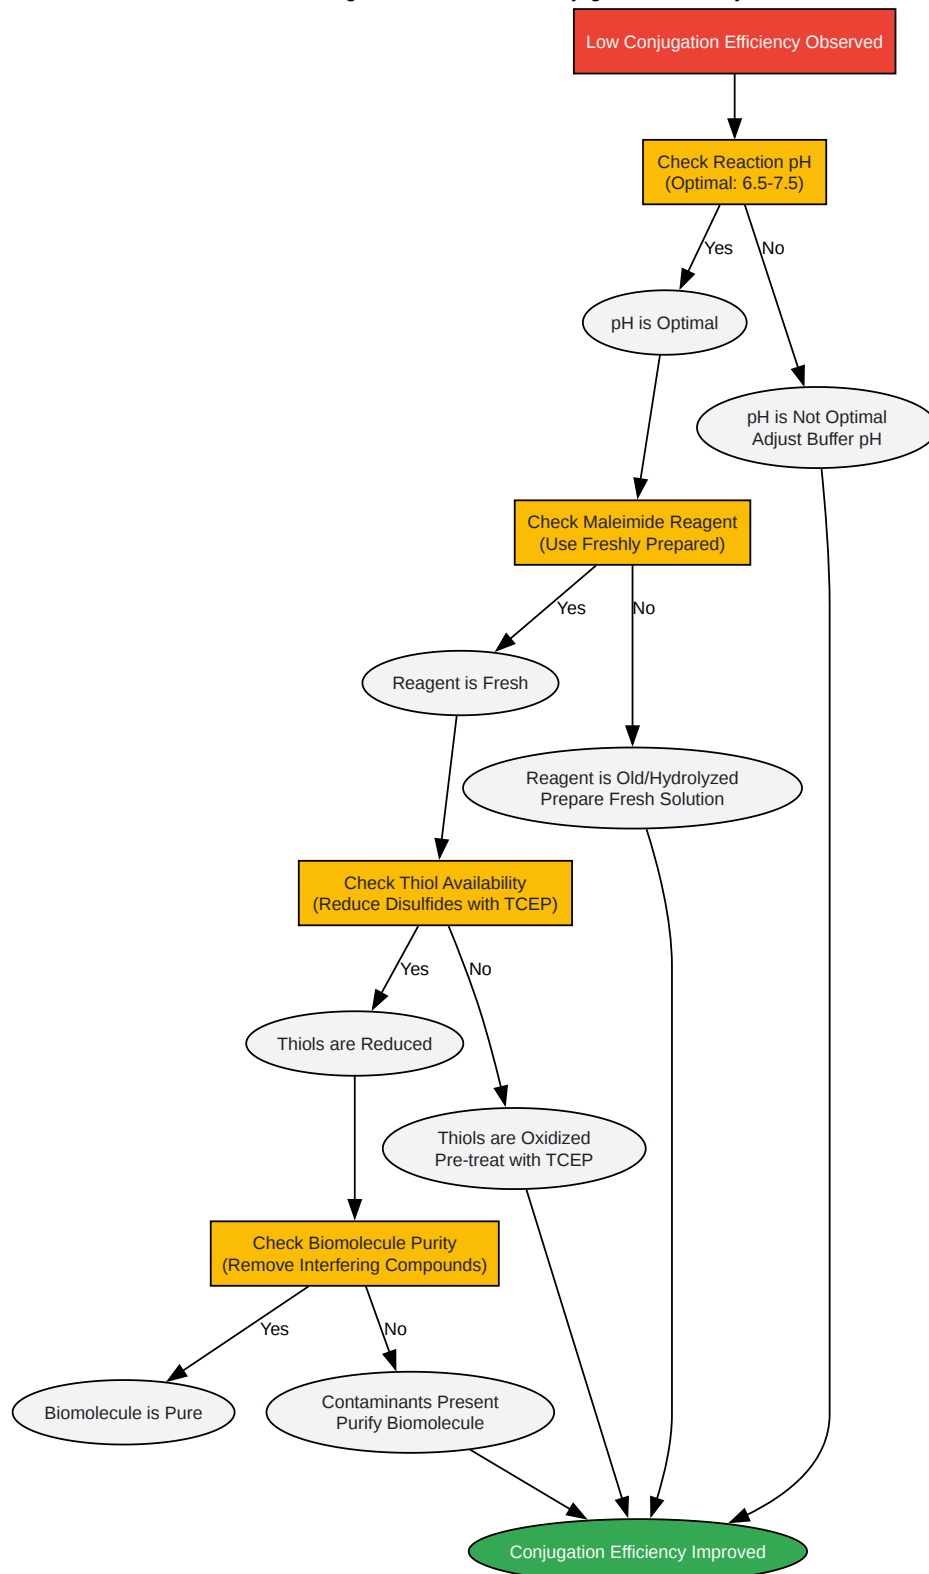 Low Conjugation Efficiency Observed
Check Reaction pH
(Optimal: 6.5-7.5)
Yes
No
pH is Optimal
pH is Not Optimal
Adjust Buffer pH
Check Maleimide Reagent
(Use Freshly Prepared)
Yes
No
Reagent is Fresh
Reagent is Old/Hydrolyzed
Prepare Fresh Solution
Check Thiol Availability
(Reduce Disulfides with TCEP)
Yes
No
Thiols are Reduced
Thiols are Oxidized
Pre-treat with TCEP
Check Biomolecule Purity
(Remove Interfering Compounds)
Yes
No
Biomolecule is Pure
Contaminants Present
Purify Biomolecule
Conjugation Efficiency Improved